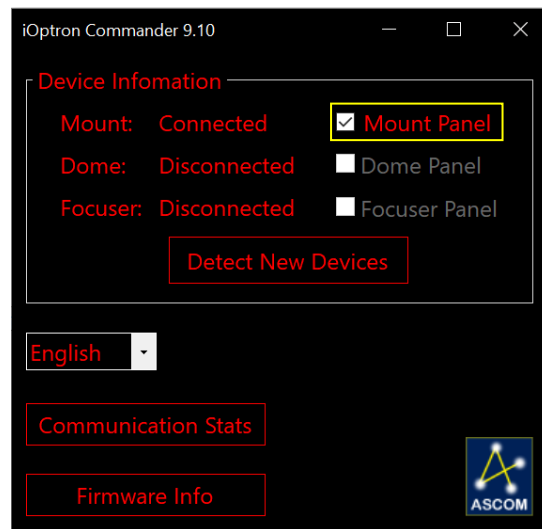 iOptron Commander 9.10
Device Infomation
Mount: Connected Mount Panel
Dome: Disconnected Dome Panel
Focuser: Disconnected Focuser Panel
Detect New Devices
English
Communication Stats
Firmware Info
ASCOM